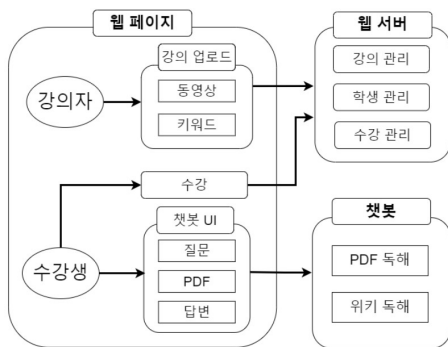 웹 페이지
강의 업로드
동영상
키워드
강의자
수강
챗봇 UI
질문
PDF
답변
수강생
웹 서버
강의 관리
학생 관리
수강 관리
챗봇
PDF 독해
위키 독해